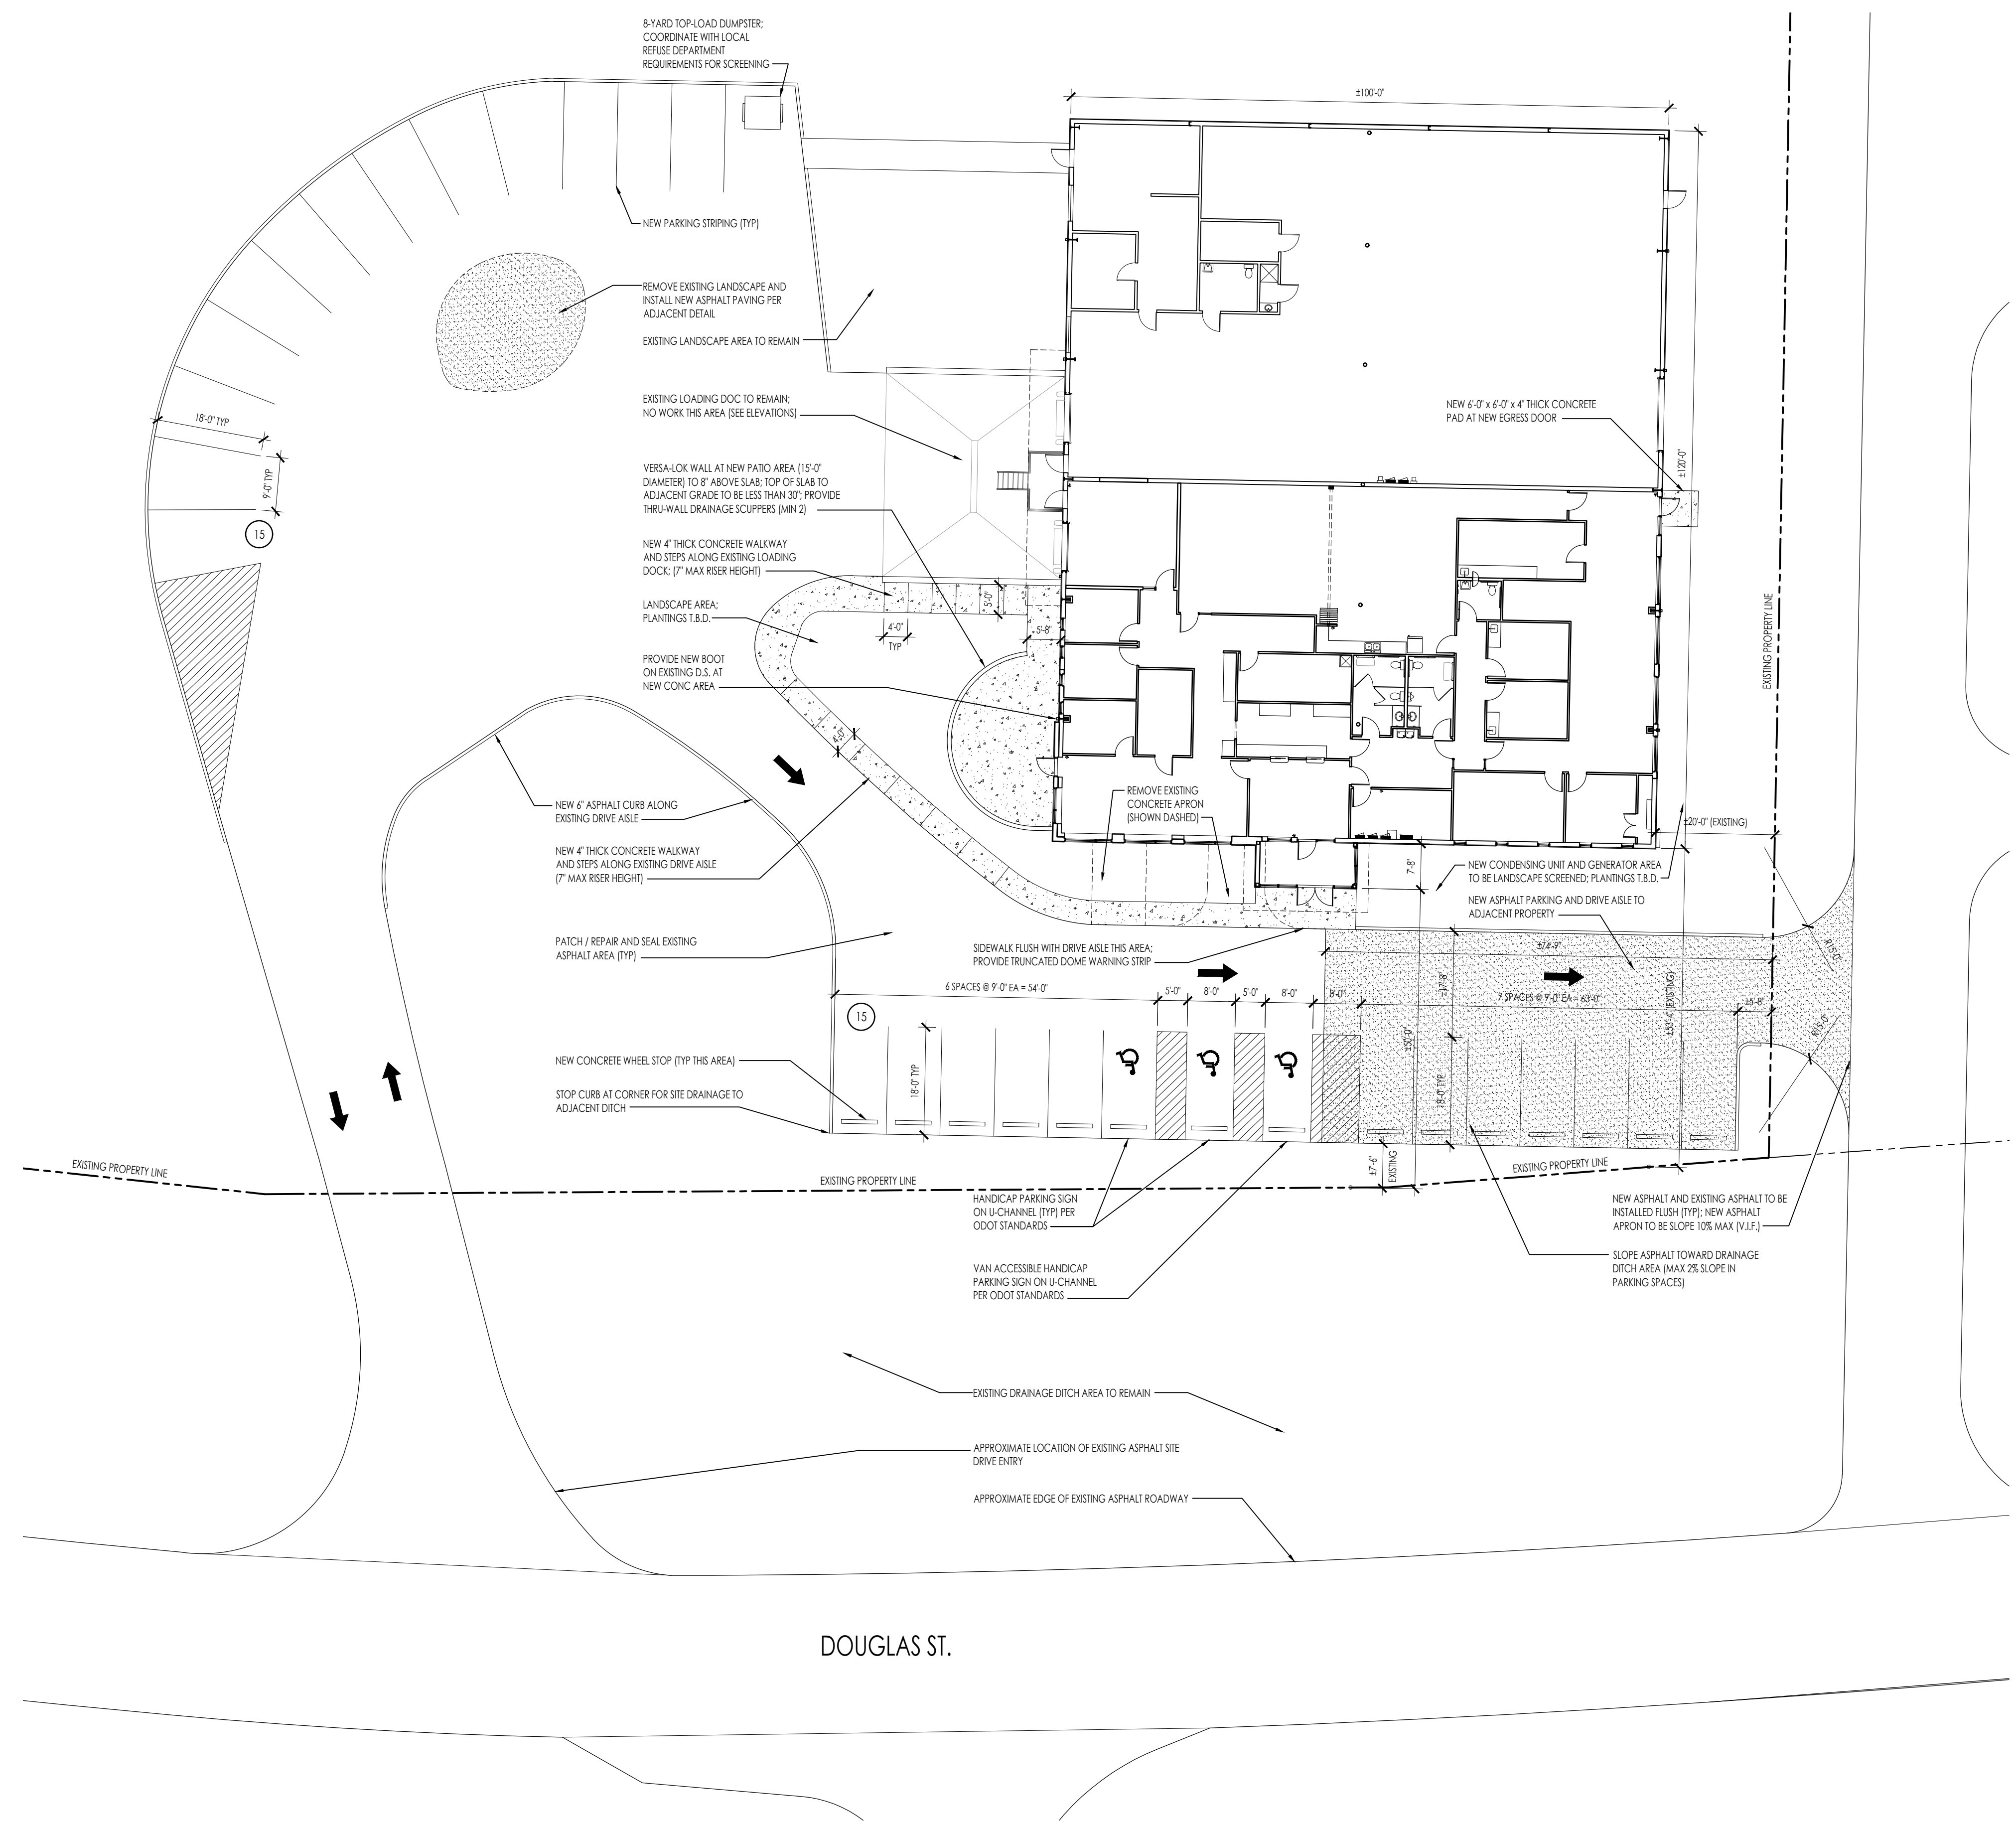 8-YARD TOP-LOAD DUMPSTER;
COORDINATE WITH LOCAL
REFUSE DEPARTMENT
REQUIREMENTS FOR SCREENING
±100'-0"
NEW PARKING STRIPING (TYP)
REMOVE EXISTING LANDSCAPE AND
INSTALL NEW ASPHALT PAVING PER
ADJACENT DETAIL
EXISTING LANDSCAPE AREA TO REMAIN
EXISTING LOADING DOC TO REMAIN;
NO WORK THIS AREA (SEE ELEVATIONS)
NEW 6'-0" x 6'-0" x 4" THICK CONCRETE
PAD AT NEW EGRESS DOOR
18'-0" TYP
9'-0" TYP
15
±120'-0"
VERSA-LOK WALL AT NEW PATIO AREA (15'-0"
DIAMETER) TO 8" ABOVE SLAB; TOP OF SLAB TO
ADJACENT GRADE TO BE LESS THAN 30"; PROVIDE
THRU-WALL DRAINAGE SCUPPERS (MIN 2)
NEW 4" THICK CONCRETE WALKWAY
AND STEPS ALONG EXISTING LOADING
DOCK; (7" MAX RISER HEIGHT)
5'-0"
LANDSCAPE AREA;
PLANTINGS T.B.D.
4'-0"
TYP
5'-8"
EXISTING PROPERTY LINE
PROVIDE NEW BOOT
ON EXISTING D.S. AT
NEW CONC AREA
4'-0"
REMOVE EXISTING
CONCRETE APRON
(SHOWN DASHED)
NEW 6" ASPHALT CURB ALONG
EXISTING DRIVE AISLE
±20'-0" (EXISTING)
NEW 4" THICK CONCRETE WALKWAY
AND STEPS ALONG EXISTING DRIVE AISLE
(7" MAX RISER HEIGHT)
7'-8"
NEW CONDENSING UNIT AND GENERATOR AREA
TO BE LANDSCAPE SCREENED; PLANTINGS T.B.D.
NEW ASPHALT PARKING AND DRIVE AISLE TO
ADJACENT PROPERTY
PATCH / REPAIR AND SEAL EXISTING
ASPHALT AREA (TYP)
SIDEWALK FLUSH WITH DRIVE AISLE THIS AREA;
PROVIDE TRUNCATED DOME WARNING STRIP
±74'-9"
R15'-0"
6 SPACES @ 9'-0" EA = 54'-0"
5'-0"
8'-0"
5'-0"
8'-0"
8'-0"
±17'-8"
7 SPACES @ 9'-0" EA = 63'-0"
±53'-4" (EXISTING)
±5'-8"
15
±50'-0"
R15'-0"
NEW CONCRETE WHEEL STOP (TYP THIS AREA)
18'-0" TYP
18'-0" TYP
STOP CURB AT CORNER FOR SITE DRAINAGE TO
ADJACENT DITCH
EXISTING PROPERTY LINE
EXISTING PROPERTY LINE
±7'-6"
EXISTING
EXISTING PROPERTY LINE
HANDICAP PARKING SIGN
ON U-CHANNEL (TYP) PER
ODOT STANDARDS
NEW ASPHALT AND EXISTING ASPHALT TO BE
INSTALLED FLUSH (TYP); NEW ASPHALT
APRON TO BE SLOPE 10% MAX (V.I.F.)
VAN ACCESSIBLE HANDICAP
PARKING SIGN ON U-CHANNEL
PER ODOT STANDARDS
SLOPE ASPHALT TOWARD DRAINAGE
DITCH AREA (MAX 2% SLOPE IN
PARKING SPACES)
EXISTING DRAINAGE DITCH AREA TO REMAIN
APPROXIMATE LOCATION OF EXISTING ASPHALT SITE
DRIVE ENTRY
APPROXIMATE EDGE OF EXISTING ASPHALT ROADWAY
DOUGLAS ST.